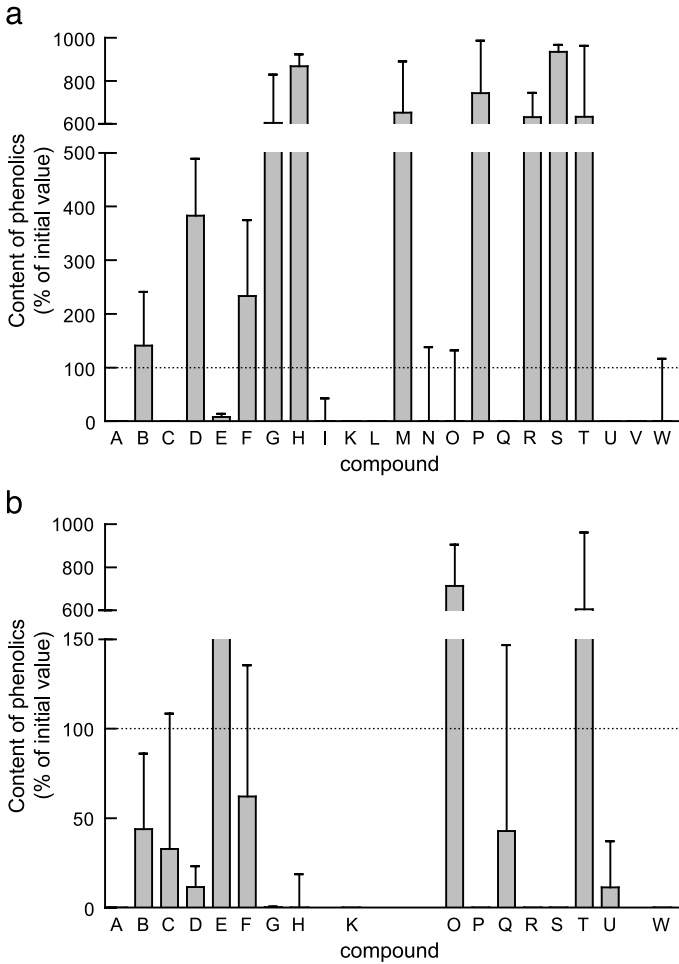 a
Content of phenolics
(% of initial value)
1000
800
600
500
400
300
200
100
0
A B C D E F G H I K L M N O P Q R S T U V W
compound
b
Content of phenolics
(% of initial value)
1000
800
600
150
100
50
0
A B C D E F G H K O P Q R S T U W
compound